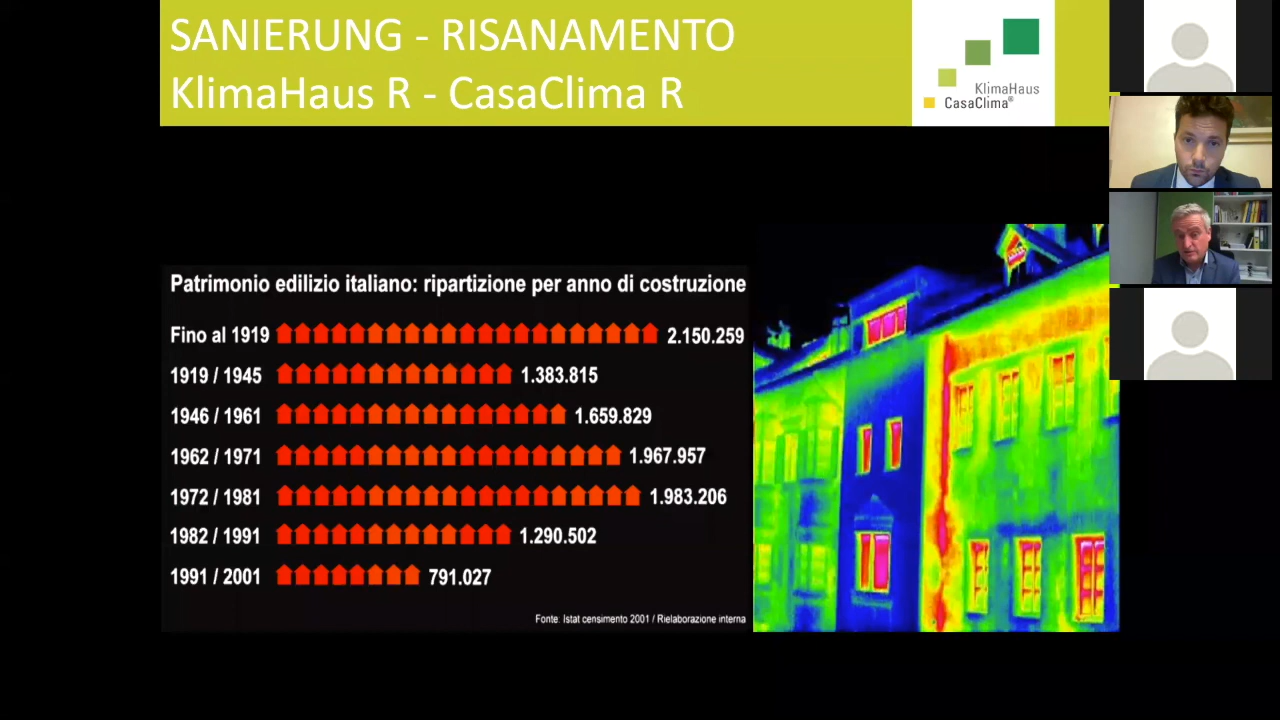 SANIERUNG - RISANAMENTO
KlimaHaus R - CasaClima R
KlimaHaus
CasaClima®
Patrimonio edilizio italiano: ripartizione per anno di costruzione
Fino al 1919 2.150.259
1919 / 1945 1.383.815
1946 / 1961 1.659.829
1962 / 1971 1.967.957
1972 / 1981 1.983.206
1982 / 1991 1.290.502
1991 / 2001 791.027
Fonte: Istat censimento 2001 / Rielaborazione interna